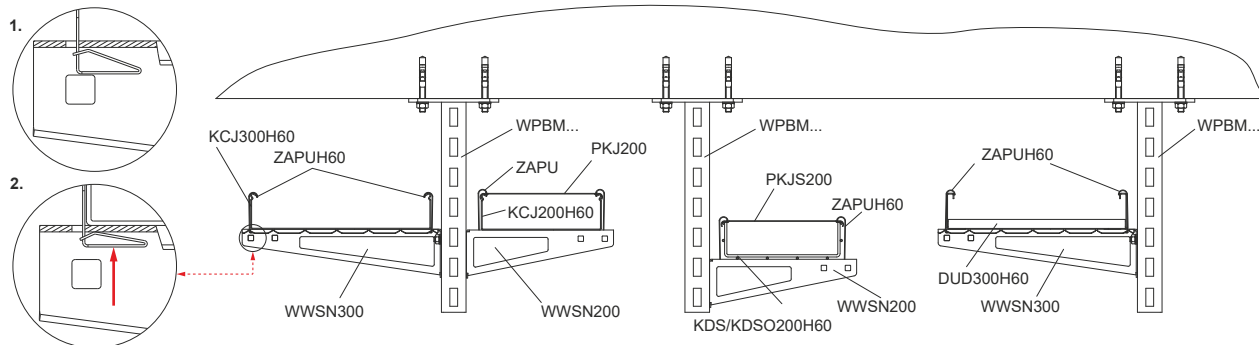 1.
2.
KCJ300H60
ZAPUH60
WPBM...
ZAPU
PKJ200
KCJ200H60
WWSN300
WWSN200
WPBM...
PKJS200
ZAPUH60
WWSN200
KDS/KDSO200H60
WPBM...
ZAPUH60
DUD300H60
WWSN300